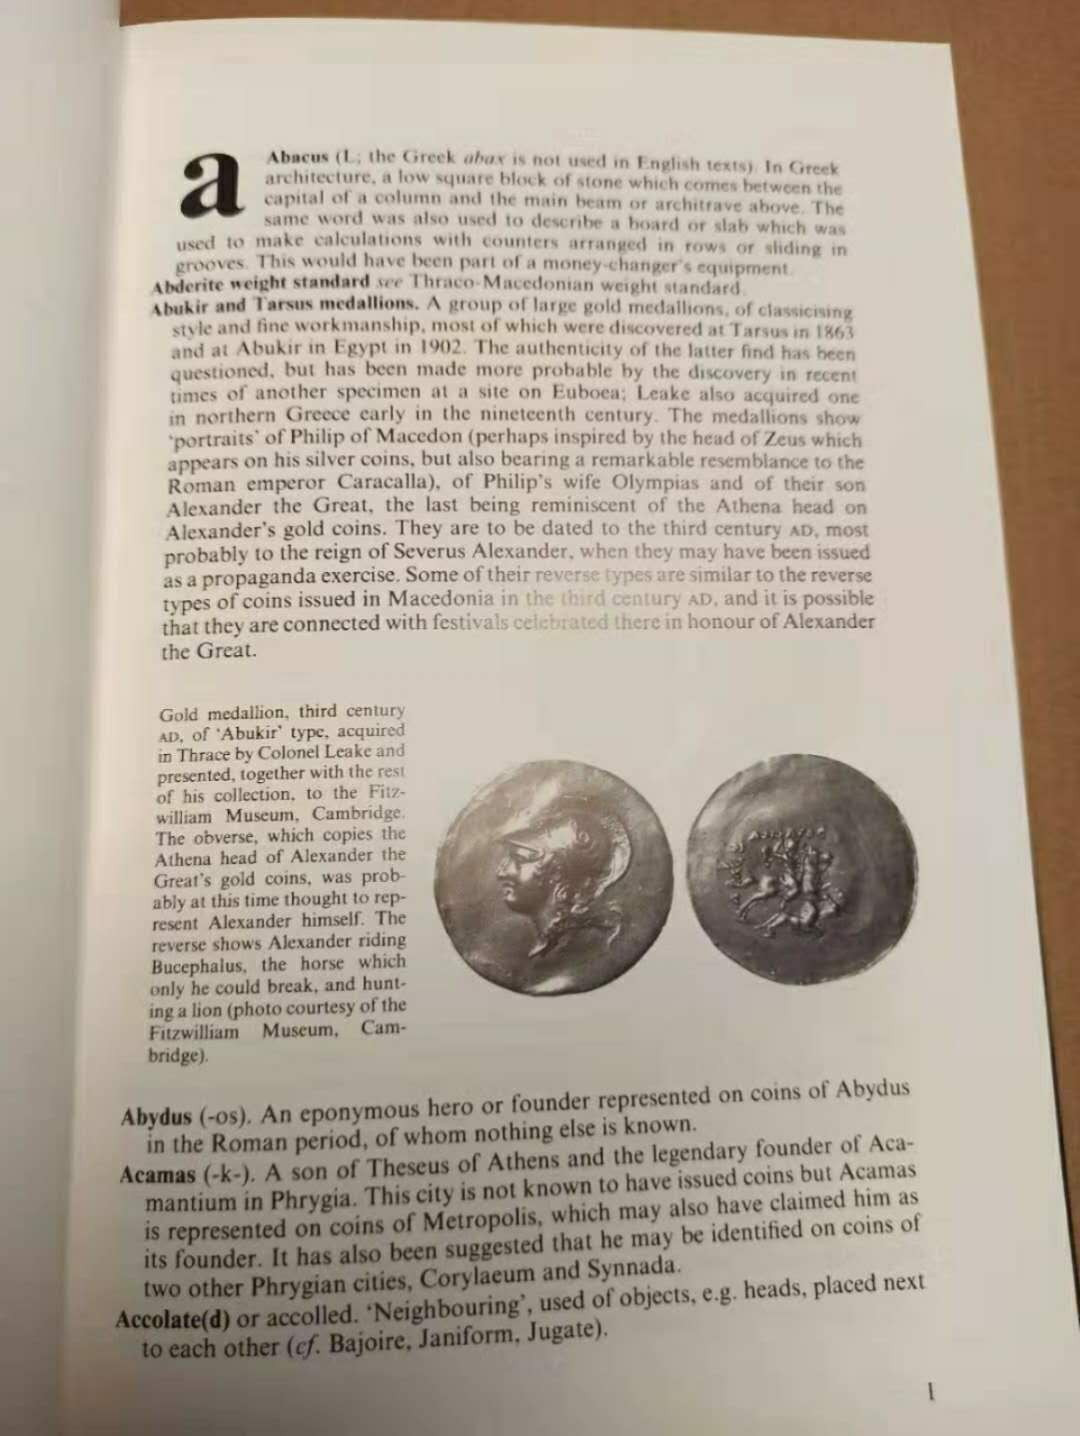 a
Abacus (L; the Greek abax is not used in English texts). In Greek
architecture, a low square block of stone which comes between the
capital of a column and the main beam or architrave above. The
same word was also used to describe a board or slab which was
used to make calculations with counters arranged in rows or sliding in
grooves. This would have been part of a money-changer's equipment.
Abderite weight standard see Thraco-Macedonian weight standard.
Abukir and Tarsus medallions. A group of large gold medallions, of classicising
style and fine workmanship, most of which were discovered at Tarsus in 1863
and at Abukir in Egypt in 1902. The authenticity of the latter find has been
questioned, but has been made more probable by the discovery in recent
times of another specimen at a site on Euboea; Leake also acquired one
in northern Greece early in the nineteenth century. The medallions show
'portraits' of Philip of Macedon (perhaps inspired by the head of Zeus which
appears on his silver coins, but also bearing a remarkable resemblance to the
Roman emperor Caracalla), of Philip's wife Olympias and of their son
Alexander the Great, the last being reminiscent of the Athena head on
Alexander's gold coins. They are to be dated to the third century AD, most
probably to the reign of Severus Alexander, when they may have been issued
as a propaganda exercise. Some of their reverse types are similar to the reverse
types of coins issued in Macedonia in the third century AD, and it is possible
that they are connected with festivals celebrated there in honour of Alexander
the Great.
Gold medallion, third century
AD, of 'Abukir' type, acquired
in Thrace by Colonel Leake and
presented, together with the rest
of his collection, to the Fitz-
william Museum, Cambridge.
The obverse, which copies the
Athena head of Alexander the
Great's gold coins, was prob-
ably at this time thought to rep-
resent Alexander himself. The
reverse shows Alexander riding
Bucephalus, the horse which
only he could break, and hunt-
ing a lion (photo courtesy of the
Fitzwilliam Museum, Cam-
bridge).
Abydus (-os). An eponymous hero or founder represented on coins of Abydus
in the Roman period, of whom nothing else is known.
Acamas (-k-). A son of Theseus of Athens and the legendary founder of Aca-
mantium in Phrygia. This city is not known to have issued coins but Acamas
is represented on coins of Metropolis, which may also have claimed him as
its founder. It has also been suggested that he may be identified on coins of
two other Phrygian cities, Corylaeum and Synnada.
Accolate(d) or accolled. 'Neighbouring', used of objects, e.g. heads, placed next
to each other (cf. Bajoire, Janiform, Jugate).
1